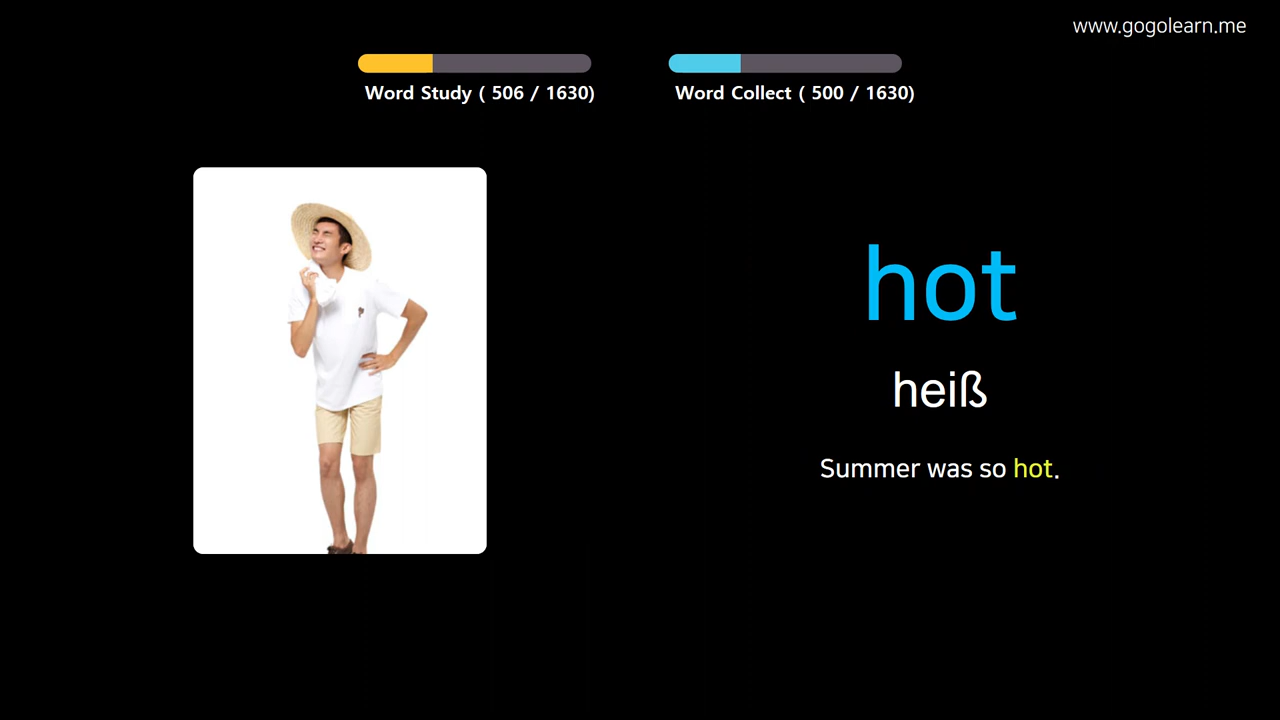 www.gogolearn.me
Word Study ( 506 / 1630)
Word Collect ( 500 / 1630)
hot
heiß
Summer was so hot.